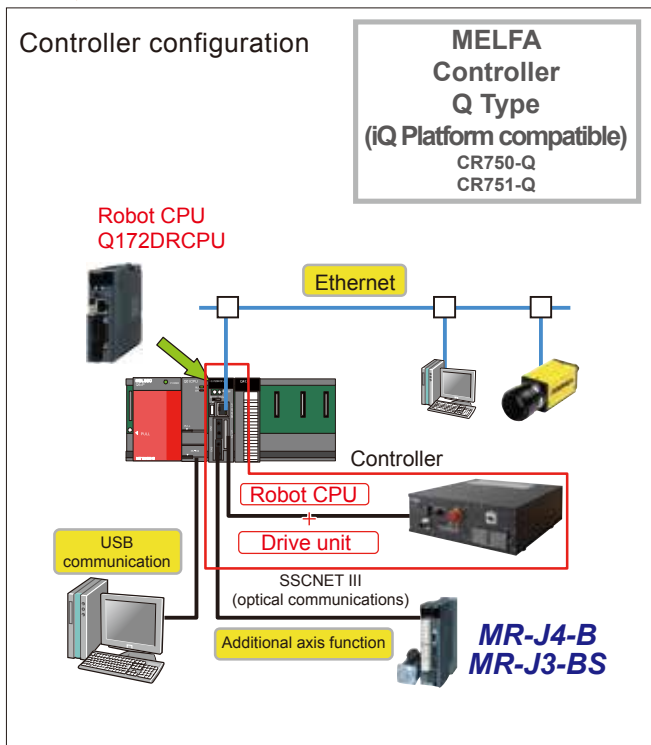 Controller configuration
MELFA
Controller
Q Type
(iQ Platform compatible)
CR750-Q
CR751-Q
Robot CPU
Q172DRCPU
Ethernet
PULL
Controller
Robot CPU
+
Drive unit
USB
communication
SSCNET III
(optical communications)
Additional axis function
MR-J4-B
MR-J3-BS